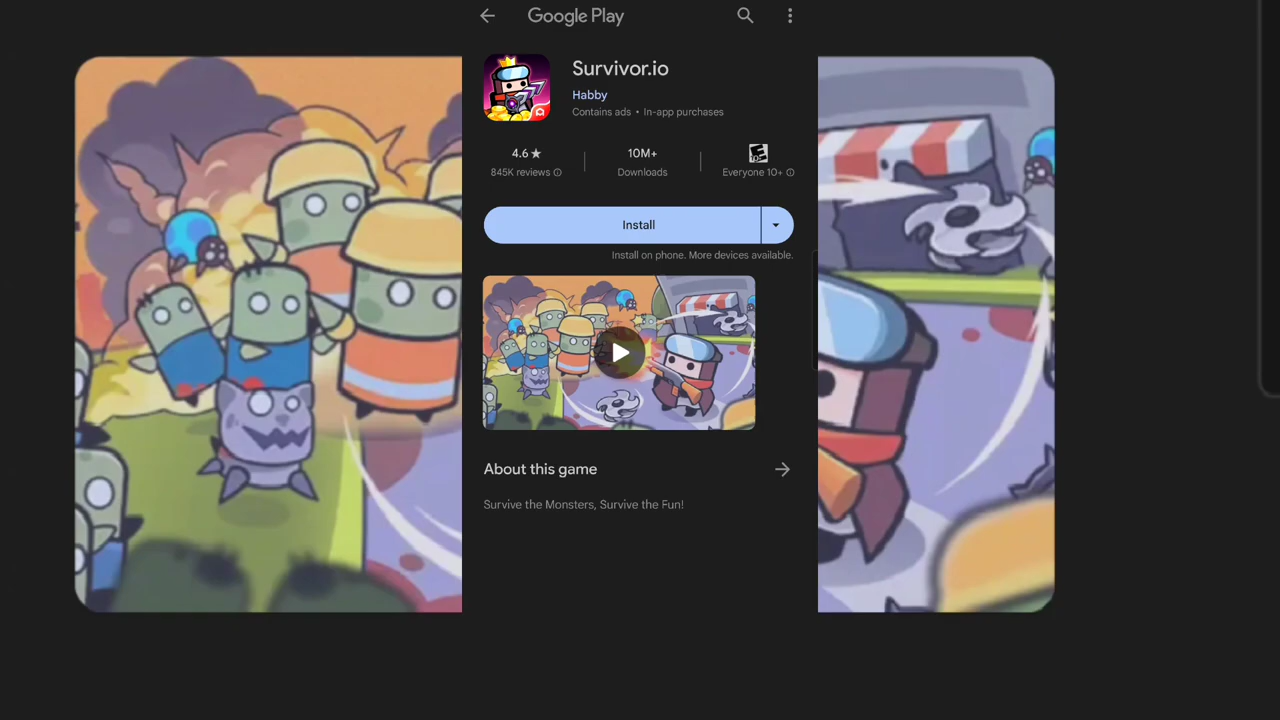 Google Play
Survivor.io
Habby
Contains ads • In-app purchases
4.6★
845K reviews
10M+
Downloads
E
Everyone 10+
Install
Install on phone. More devices available.
About this game
Survive the Monsters, Survive the Fun!